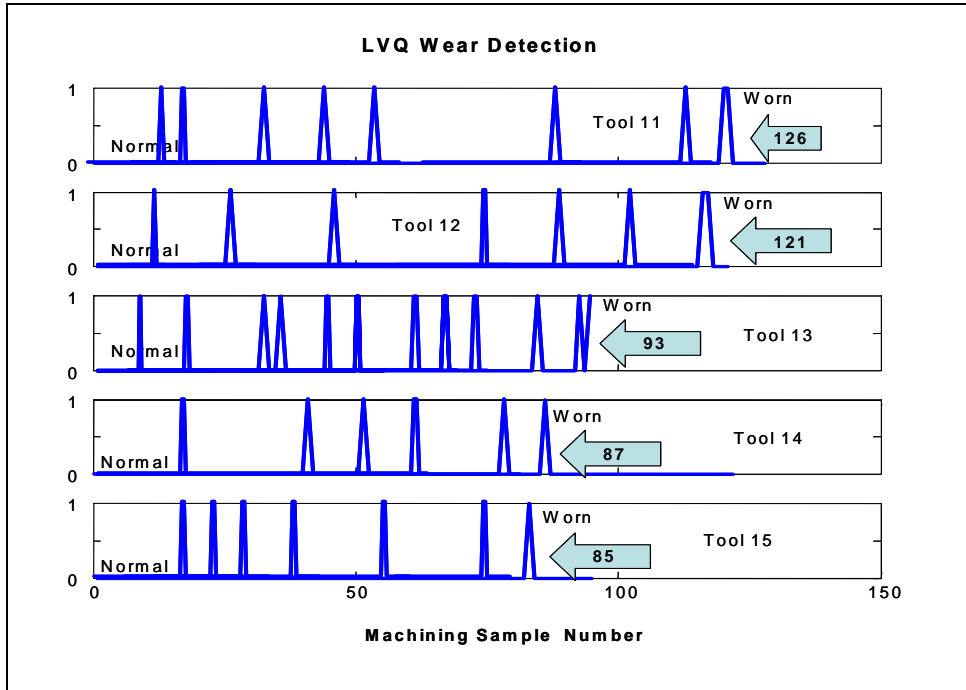 LVQ Wear Detection
1
Worn
Tool 11
126
Normal
0
1
Worn
Tool 12
121
Normal
0
1
Worn
Tool 13
93
Normal
0
1
Worn
Tool 14
87
Normal
0
1
Worn
Tool 15
85
Normal
0
0 50 100 150
Machining Sample Number